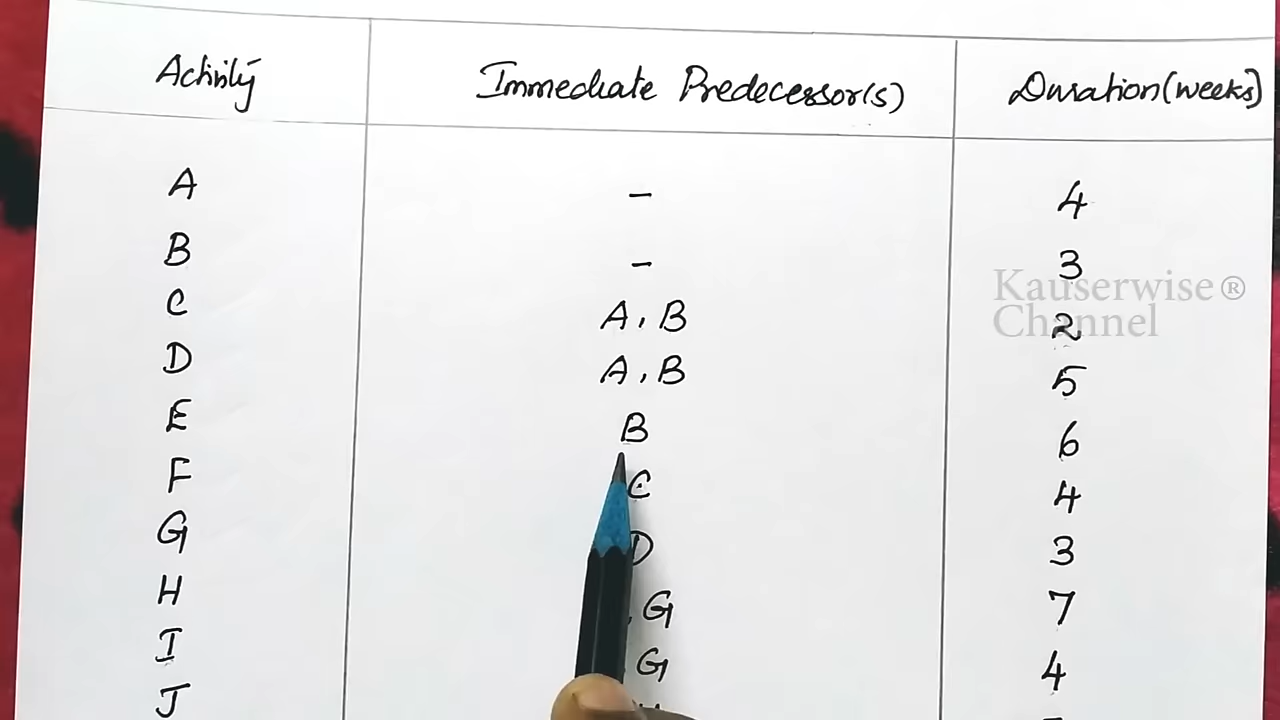 Activity Immediate Predecessor(s) Duration(weeks)
A - 4
B - 3
Kauserwise®
Channel
C A, B 2
D A, B 5
E B 6
F C 4
G D 3
H , G 7
I G 4
J